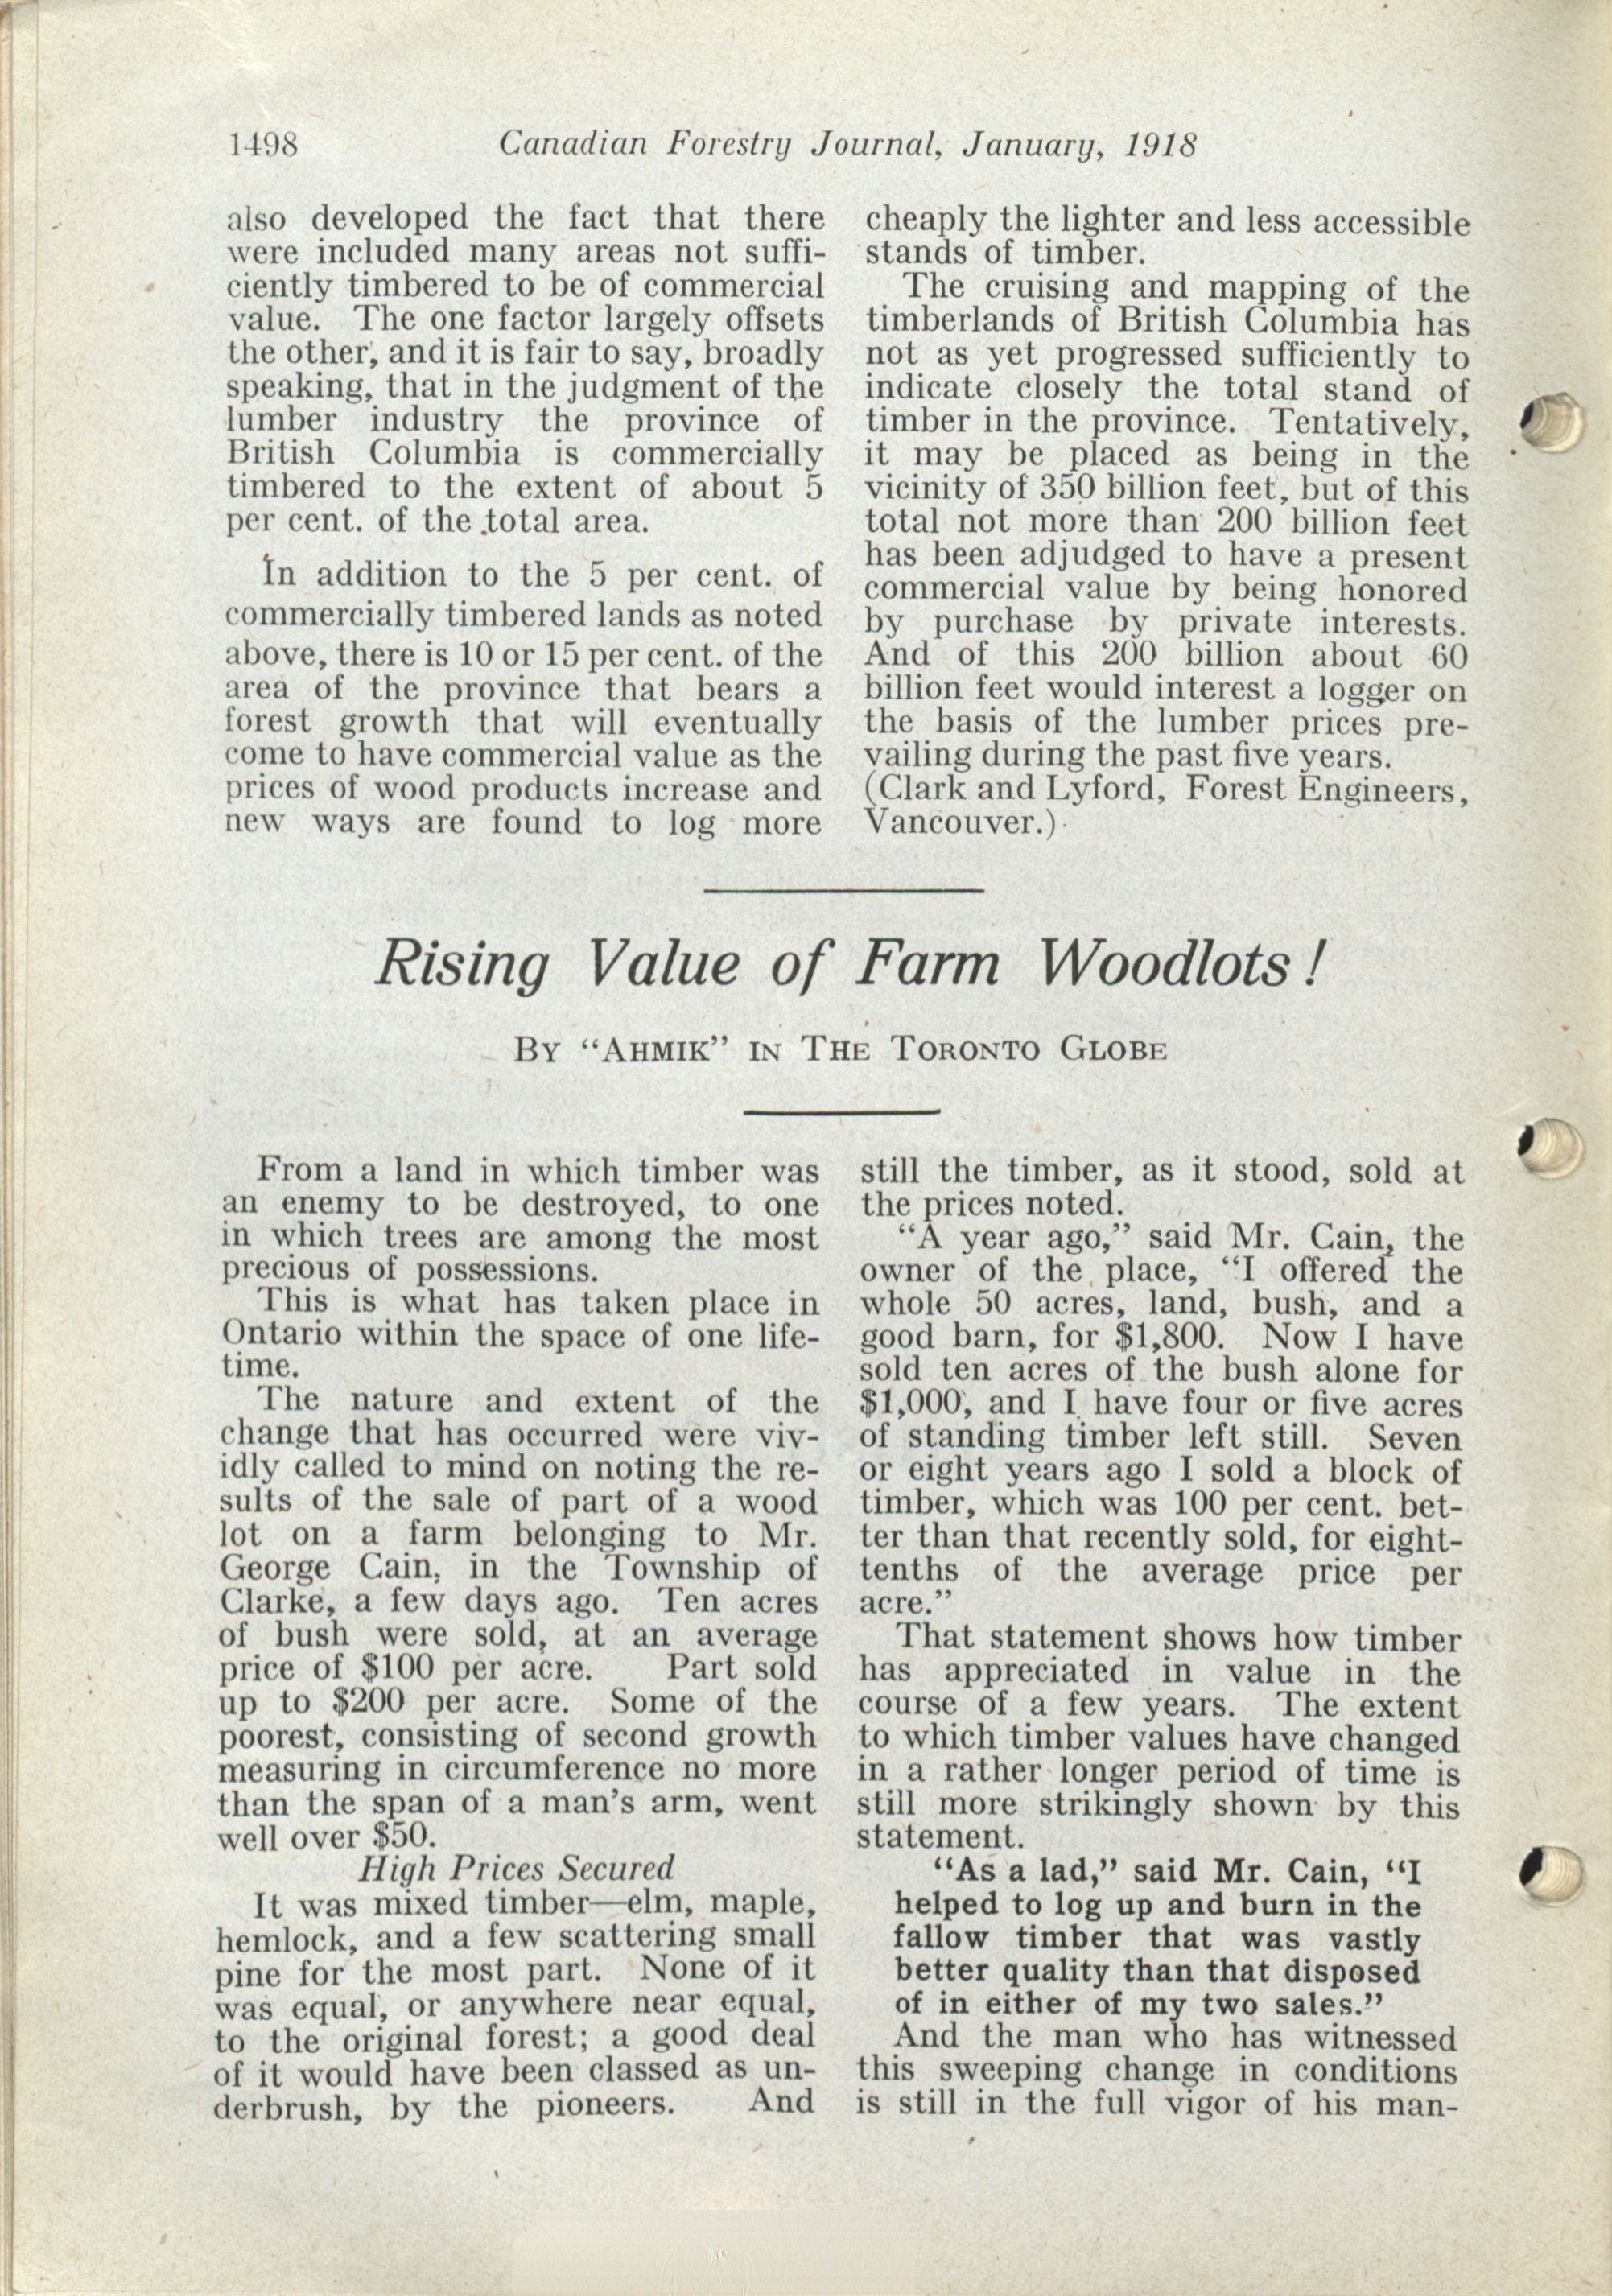 1498
Canadian Forestry Journal, January, 1918
also developed the fact that there
were included many areas not suffi-
ciently timbered to be of commercial
value. The one factor largely offsets
the other, and it is fair to say, broadly
speaking, that in the judgment of the
lumber industry the province of
British Columbia is commercially
timbered to the extent of about 5
per cent. of the total area.
In addition to the 5 per cent. of
commercially timbered lands as noted
above, there is 10 or 15 per cent. of the
area of the province that bears a
forest growth that will eventually
come to have commercial value as the
prices of wood products increase and
new ways are found to log more
cheaply the lighter and less accessible
stands of timber.
The cruising and mapping of the
timberlands of British Columbia has
not as yet progressed sufficiently to
indicate closely the total stand of
timber in the province. Tentatively,
it may be placed as being in the
vicinity of 350 billion feet, but of this
total not more than 200 billion feet
has been adjudged to have a present
commercial value by being honored
by purchase by private interests.
And of this 200 billion about 60
billion feet would interest a logger on
the basis of the lumber prices pre-
vailing during the past five years.
(Clark and Lyford, Forest Engineers,
Vancouver.)
Rising Value of Farm Woodlots!
BY "AHMIK" IN THE TORONTO GLOBE
From a land in which timber was
an enemy to be destroyed, to one
in which trees are among the most
precious of possessions.
This is what has taken place in
Ontario within the space of one life-
time.
The nature and extent of the
change that has occurred were viv-
idly called to mind on noting the re-
sults of the sale of part of a wood
lot on a farm belonging to Mr.
George Cain, in the Township of
Clarke, a few days ago. Ten acres
of bush were sold, at an average
price of $100 per acre. Part sold
up to $200 per acre. Some of the
poorest, consisting of second growth
measuring in circumference no more
than the span of a man's arm, went
well over $50.
High Prices Secured
It was mixed timber—elm, maple,
hemlock, and a few scattering small
pine for the most part. None of it
was equal, or anywhere near equal,
to the original forest; a good deal
of it would have been classed as un-
derbrush, by the pioneers. And
still the timber, as it stood, sold at
the prices noted.
"A year ago," said Mr. Cain, the
owner of the place, "I offered the
whole 50 acres, land, bush, and a
good barn, for $1,800. Now I have
sold ten acres of the bush alone for
$1,000, and I have four or five acres
of standing timber left still. Seven
or eight years ago I sold a block of
timber, which was 100 per cent. bet-
ter than that recently sold, for eight-
tenths of the average price per
acre."
That statement shows how timber
has appreciated in value in the
course of a few years. The extent
to which timber values have changed
in a rather longer period of time is
still more strikingly shown by this
statement.
"As a lad," said Mr. Cain, "I
helped to log up and burn in the
fallow timber that was vastly
better quality than that disposed
of in either of my two sales."
And the man who has witnessed
this sweeping change in conditions
is still in the full vigor of his man-